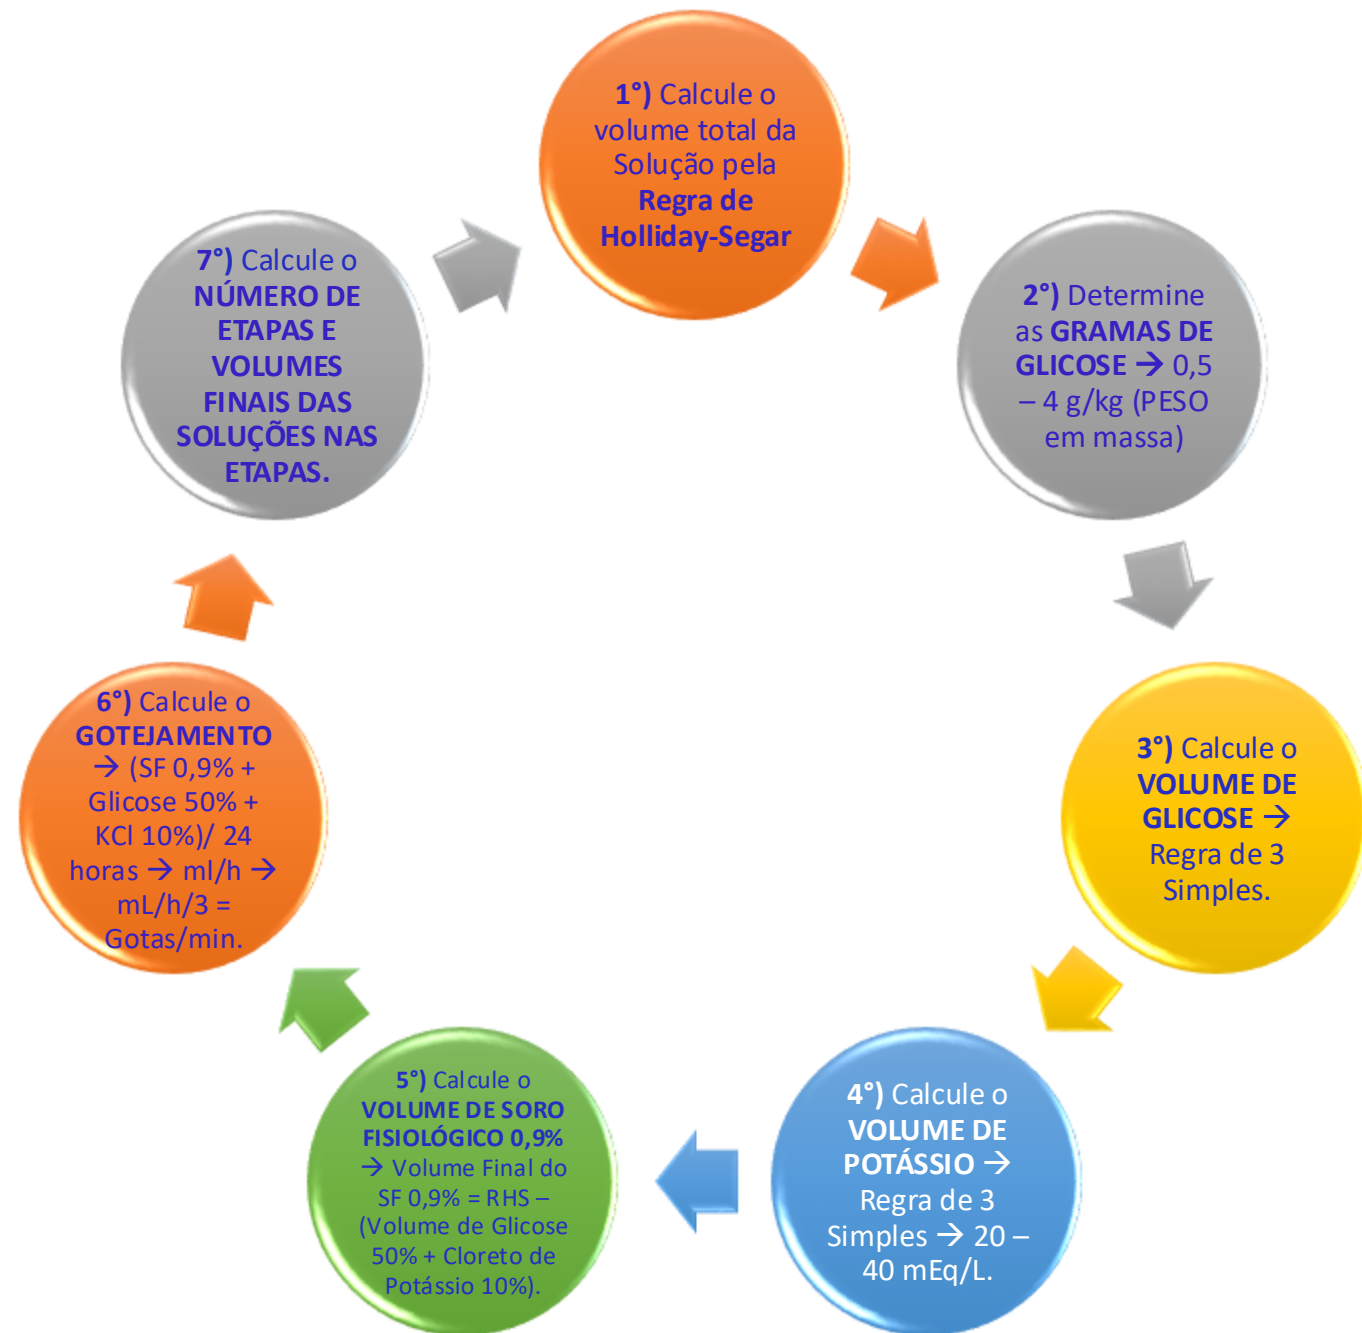 1°) Calcule o
volume total da
Solução pela
Regra de
Holliday-Segar
2°) Determine
as GRAMAS DE
GLICOSE → 0,5
– 4 g/kg (PESO
em massa)
3°) Calcule o
VOLUME DE
GLICOSE →
Regra de 3
Simples.
4°) Calcule o
VOLUME DE
POTÁSSIO →
Regra de 3
Simples → 20 –
40 mEq/L.
5°) Calcule o
VOLUME DE SORO
FISIOLÓGICO 0,9%
→ Volume Final do
SF 0,9% = RHS –
(Volume de Glicose
50% + Cloreto de
Potássio 10%).
6°) Calcule o
GOTEJAMENTO
→ (SF 0,9% +
Glicose 50% +
KCl 10%)/ 24
horas → ml/h →
mL/h/3 =
Gotas/min.
7°) Calcule o
NÚMERO DE
ETAPAS E
VOLUMES
FINAIS DAS
SOLUÇÕES NAS
ETAPAS.